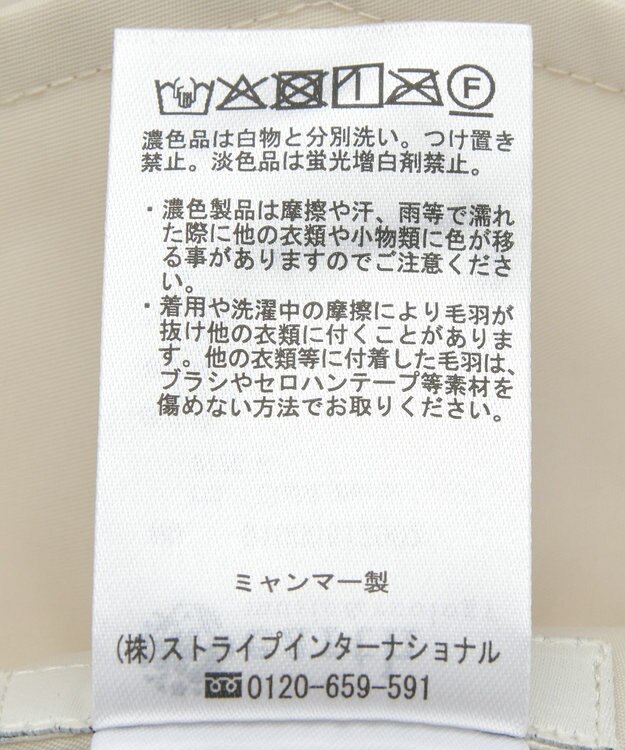 F
濃色品は白物と分別洗い。つけ置き
禁止。淡色品は蛍光増白剤禁止。
・濃色製品は摩擦や汗、雨等で濡れ
た際に他の衣類や小物類に色が移
る事がありますのでご注意くださ
い。
・着用や洗濯中の摩擦により毛羽が
抜け他の衣類に付くことがありま
す。他の衣類等に付着した毛羽は、
ブラシやセロハンテープ等素材を
傷めない方法でお取りください。
ミャンマー製
(株)ストライプインターナショナル
0120-659-591